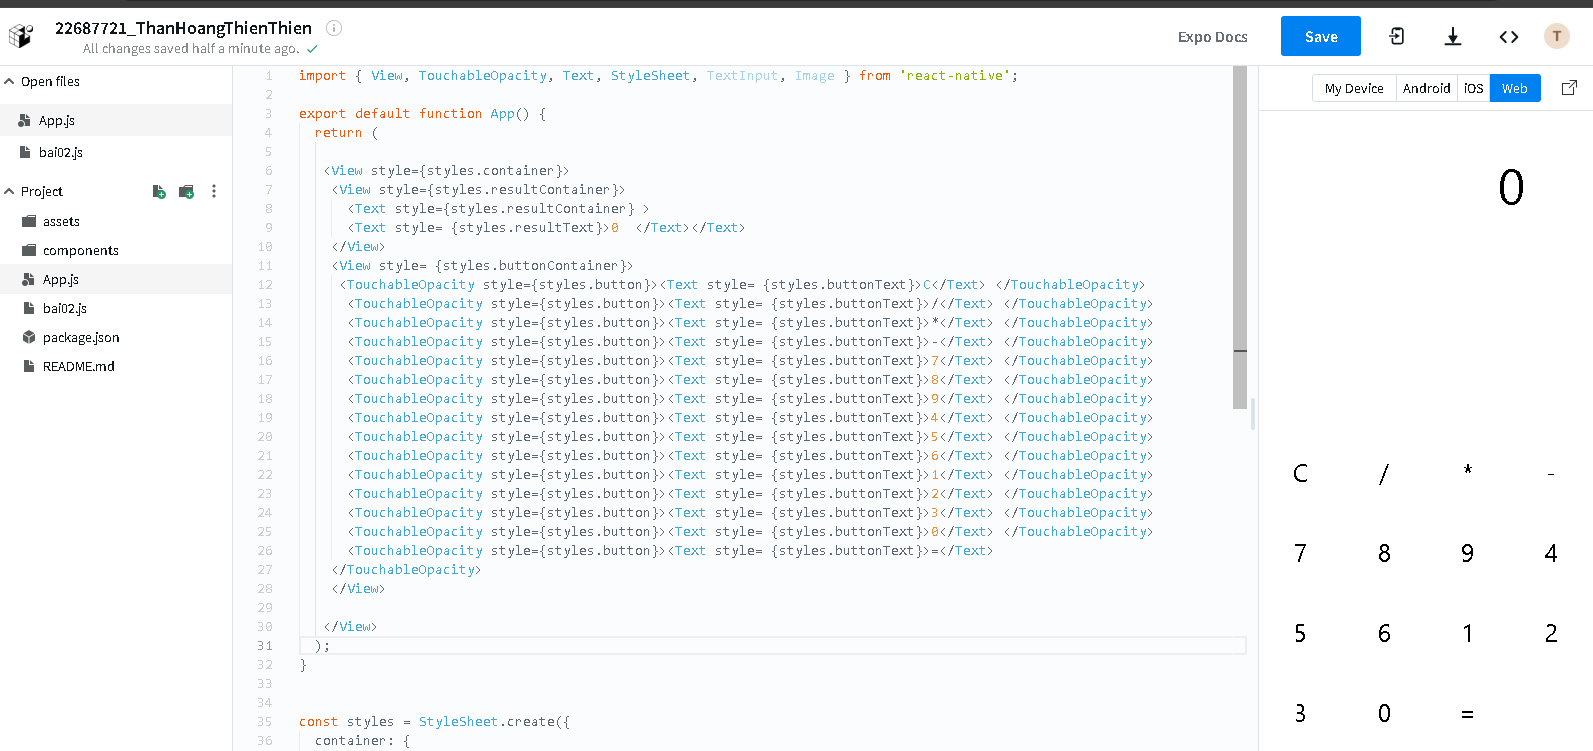 22687721_ThanHoangThienThien
All changes saved half a minute ago.
Expo Docs
Save
T
Open files
App.js
bai02.js
Project
assets
components
App.js
bai02.js
package.json
README.md
1 import { View, TouchableOpacity, Text, StyleSheet, TextInput, Image } from 'react-native';
2
3 export default function App() {
4 return (
5
6 <View style={styles.container}>
7 <View style={styles.resultContainer}>
8 <Text style={styles.resultContainer} >
9 <Text style= {styles.resultText}>0  </Text></Text>
10 </View>
11 <View style= {styles.buttonContainer}>
12 <TouchableOpacity style={styles.button}><Text style= {styles.buttonText}>C</Text> </TouchableOpacity>
13 <TouchableOpacity style={styles.button}><Text style= {styles.buttonText}>/</Text> </TouchableOpacity>
14 <TouchableOpacity style={styles.button}><Text style= {styles.buttonText}>*</Text> </TouchableOpacity>
15 <TouchableOpacity style={styles.button}><Text style= {styles.buttonText}>-</Text> </TouchableOpacity>
16 <TouchableOpacity style={styles.button}><Text style= {styles.buttonText}>7</Text> </TouchableOpacity>
17 <TouchableOpacity style={styles.button}><Text style= {styles.buttonText}>8</Text> </TouchableOpacity>
18 <TouchableOpacity style={styles.button}><Text style= {styles.buttonText}>9</Text> </TouchableOpacity>
19 <TouchableOpacity style={styles.button}><Text style= {styles.buttonText}>4</Text> </TouchableOpacity>
20 <TouchableOpacity style={styles.button}><Text style= {styles.buttonText}>5</Text> </TouchableOpacity>
21 <TouchableOpacity style={styles.button}><Text style= {styles.buttonText}>6</Text> </TouchableOpacity>
22 <TouchableOpacity style={styles.button}><Text style= {styles.buttonText}>1</Text> </TouchableOpacity>
23 <TouchableOpacity style={styles.button}><Text style= {styles.buttonText}>2</Text> </TouchableOpacity>
24 <TouchableOpacity style={styles.button}><Text style= {styles.buttonText}>3</Text> </TouchableOpacity>
25 <TouchableOpacity style={styles.button}><Text style= {styles.buttonText}>0</Text> </TouchableOpacity>
26 <TouchableOpacity style={styles.button}><Text style= {styles.buttonText}>=</Text>
27 </TouchableOpacity>
28 </View>
29
30 </View>
31 );
32 }
33
34
35 const styles = StyleSheet.create({
36 container: {
My Device Android iOS Web
0
C / * -
7 8 9 4
5 6 1 2
3 0 =